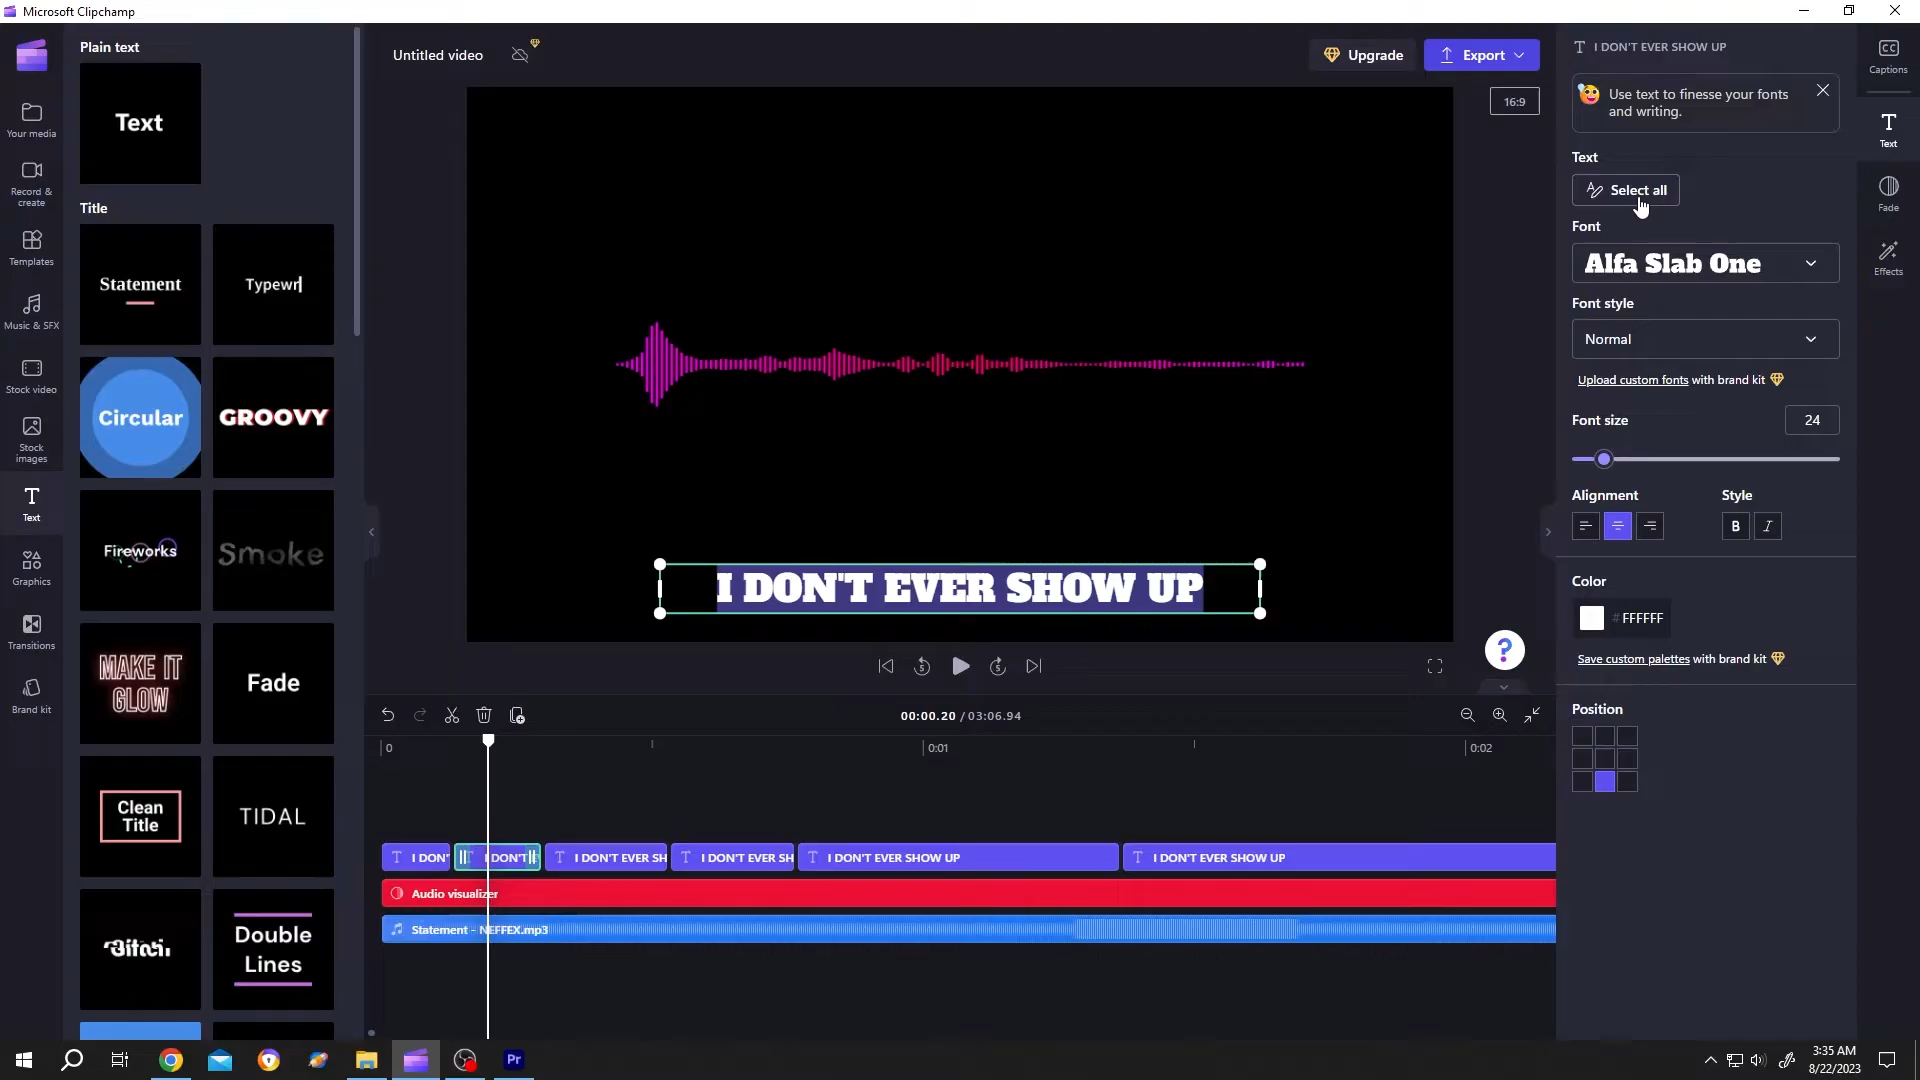 Microsoft Clipchamp
Plain text
Text
Title
Statement
Typewr
Circular
GROOVY
Fireworks
Smoke
MAKE IT
GLOW
Fade
Clean
Title
TIDAL
Glitch
Double
Lines
Your media
Record &
create
Templates
Music & SFX
Stock video
Stock
images
Text
Graphics
Transitions
Brand kit
Untitled video
Upgrade
Export
16:9
I DON'T EVER SHOW UP
?
5
5
00:00.20 / 03:06.94
0
0:01
0:02
I DON'
I DON'T
I DON'T EVER SH
I DON'T EVER SH
I DON'T EVER SHOW UP
I DON'T EVER SHOW UP
Audio visualizer
Statement - NEFFEX.mp3
T I DON'T EVER SHOW UP
Use text to finesse your fonts
and writing.
Text
Select all
Font
Alfa Slab One
Font style
Normal
Upload custom fonts with brand kit
Font size
24
Alignment
Style
B
I
Color
# FFFFFF
Save custom palettes with brand kit
Position
CC
Captions
Text
Fade
Effects
Pr
3:35 AM
8/22/2023